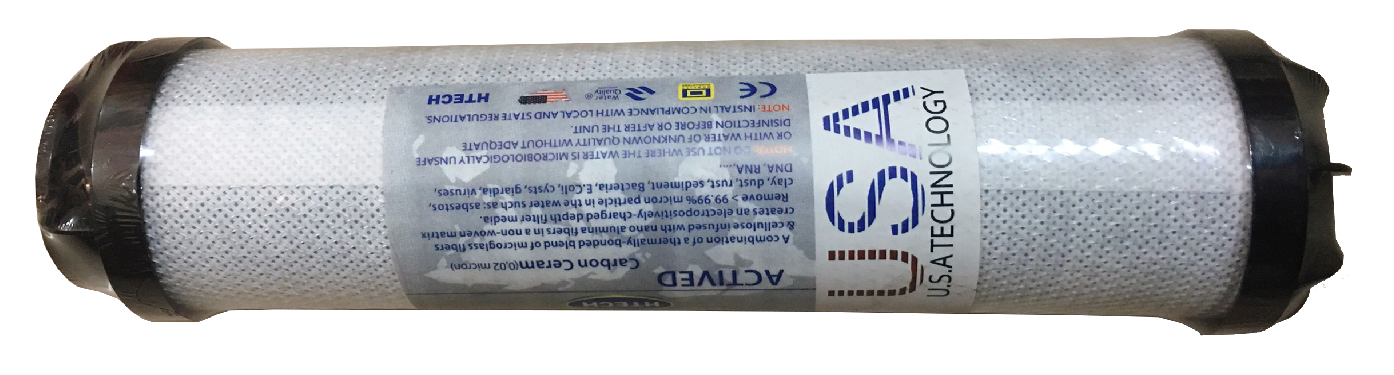 HTECH
ACTIVED
Carbon Ceram(0,02 micron)
A combination of a thermally-bonded blend of microglass fibers
& cellulose infused with nano alumina fibers in a non-woven matrix
creates an electropositively-charged depth filter media.
Remove > 99.99% micron particle in the water such as: asbestos,
clay, dust, rust, sediment, Bacteria, E.Coli, cysts, giardia, viruses,
DNA, RNA,....
NOTE: DO NOT USE WHERE THE WATER IS MICROBIOLOGICALLY UNSAFE
OR WITH WATER OF UNKNOWN QUALITY WITHOUT ADEQUATE
DISINFECTION BEFORE OR AFTER THE UNIT.
NOTE: INSTALL IN COMPLIANCE WITH LOCAL AND STATE REGULATIONS.
CE
Water
Quality
HTECH
USA
U.S.A TECHNOLOGY